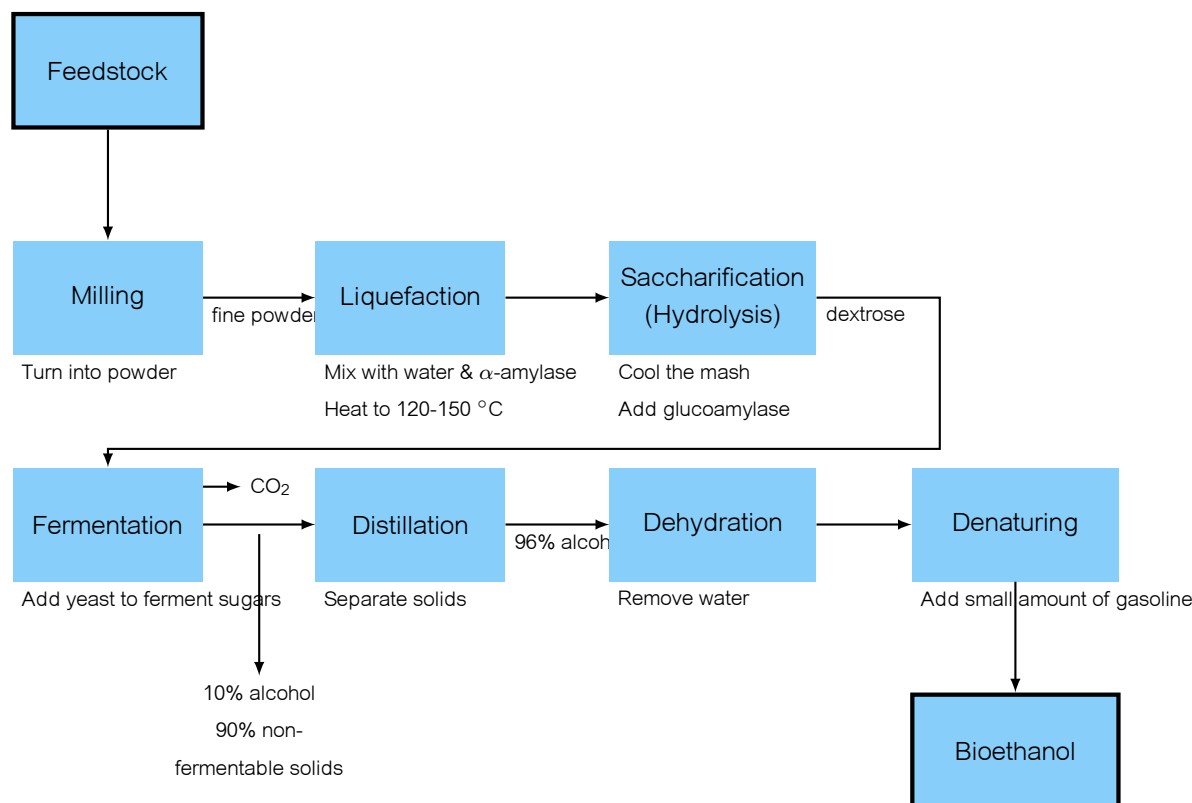 Feedstock
Milling
fine powder
Liquefaction
Saccharification
(Hydrolysis)
dextrose
Turn into powder
Mix with water & α-amylase
Heat to 120-150 °C
Cool the mash
Add glucoamylase
Fermentation
CO₂
Distillation
96% alcoh
Dehydration
Denaturing
Add yeast to ferment sugars
Separate solids
Remove water
Add small amount of gasoline
10% alcohol
90% non-
fermentable solids
Bioethanol